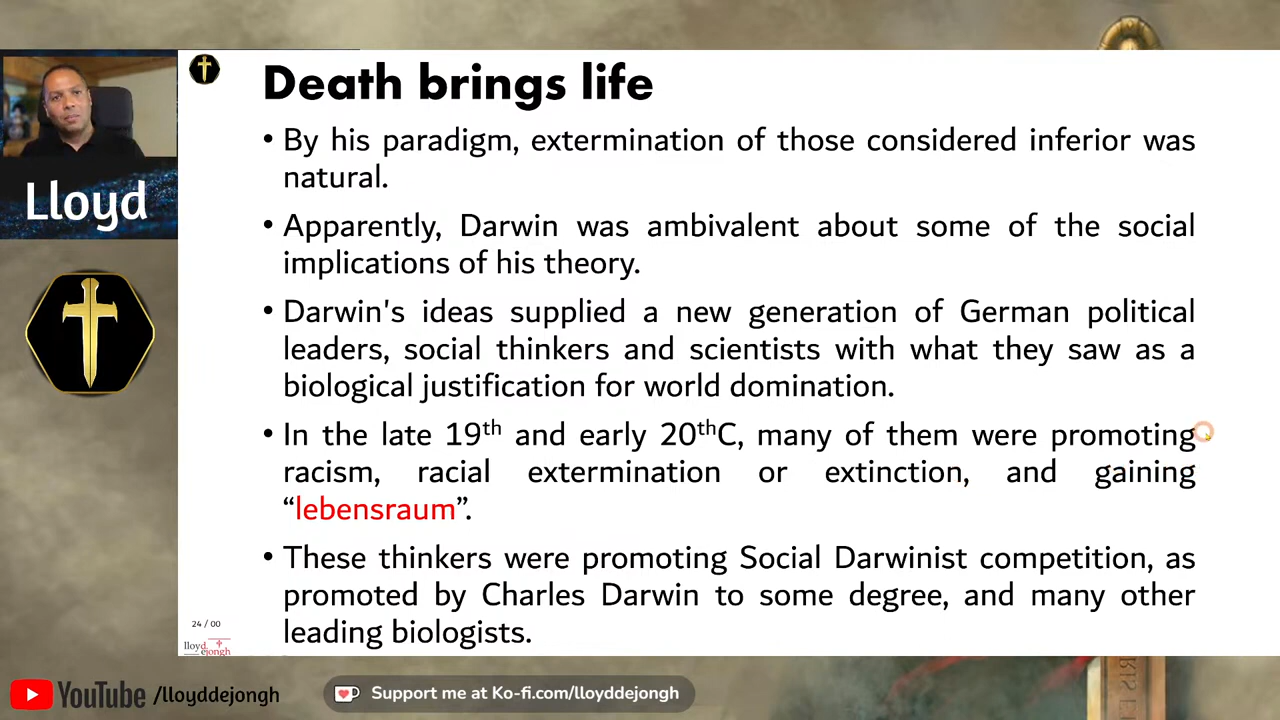 Death brings life
• By his paradigm, extermination of those considered inferior was
natural.
• Apparently, Darwin was ambivalent about some of the social
implications of his theory.
• Darwin's ideas supplied a new generation of German political
leaders, social thinkers and scientists with what they saw as a
biological justification for world domination.
• In the late 19th and early 20thC, many of them were promoting
racism, racial extermination or extinction, and gaining
“lebensraum”.
• These thinkers were promoting Social Darwinist competition, as
promoted by Charles Darwin to some degree, and many other
leading biologists.
Lloyd
24 / 00
lloyd
ejongh
YouTube /lloyddejongh
Support me at Ko-fi.com/lloyddejongh